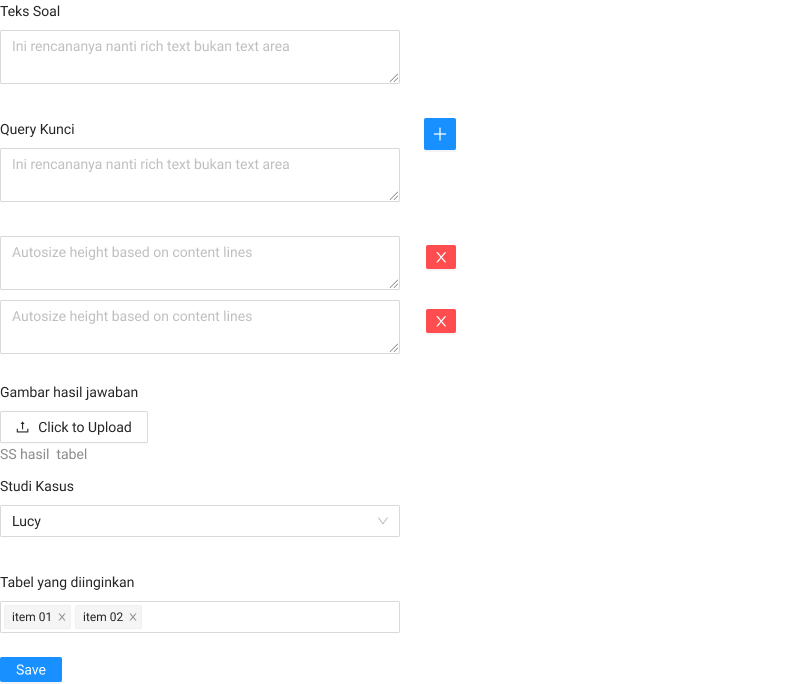 Teks Soal
Ini rencananya nanti rich text bukan text area
Query Kunci
Ini rencananya nanti rich text bukan text area
Autosize height based on content lines
Autosize height based on content lines
Gambar hasil jawaban
Click to Upload
SS hasil tabel
Studi Kasus
Lucy
Tabel yang diinginkan
item 01 item 02
Save